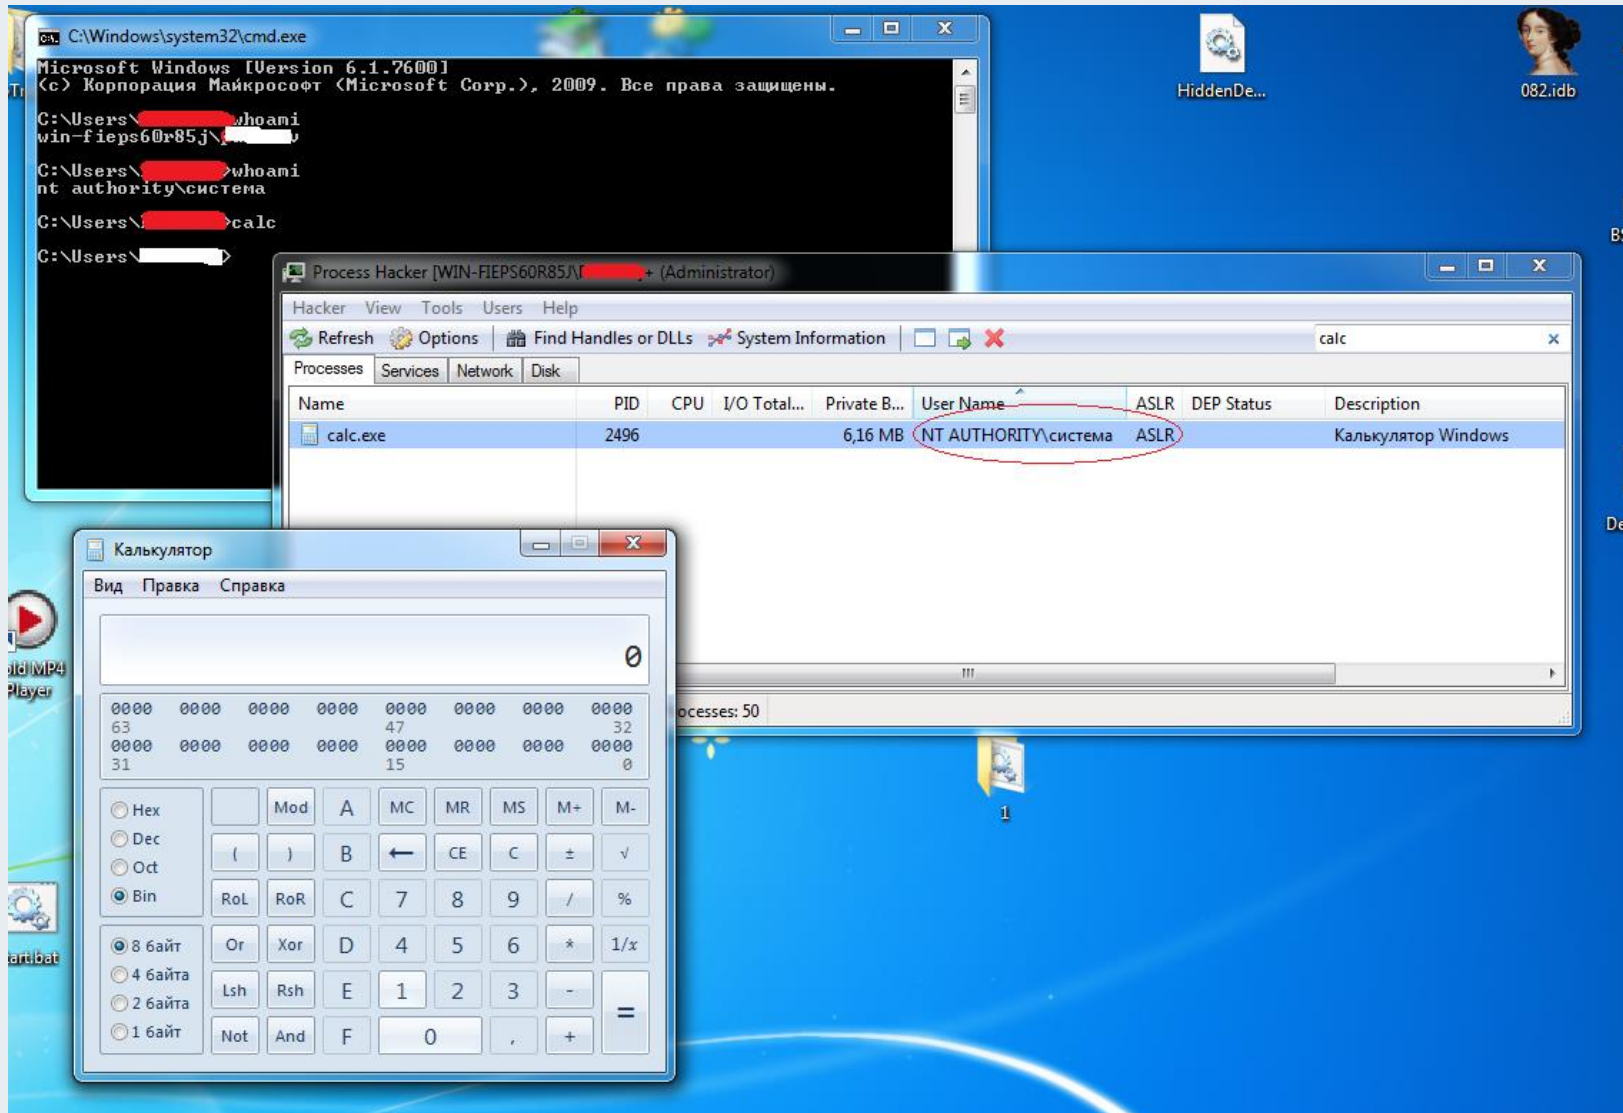 C:\Windows\system32\cmd.exe
Microsoft Windows [Version 6.1.7600]
(c) Корпорация Майкрософт (Microsoft Corp.), 2009. Все права защищены.
C:\Users\ whoami
win-fieps60r85j\
C:\Users\ >whoami
nt authority\система
C:\Users\ >calc
C:\Users\ >
HiddenDe...
082.idb
Process Hacker [WIN-FIEPS60R85J\ + (Administrator)
Hacker View Tools Users Help
Refresh Options Find Handles or DLLs System Information calc
Processes Services Network Disk
Name PID CPU I/O Total... Private B... User Name ASLR DEP Status Description
calc.exe 2496 6,16 MB NT AUTHORITY\система ASLR Калькулятор Windows
ocesses: 50
Калькулятор
Вид Правка Справка
0
0000 0000 0000 0000 0000 0000 0000 0000
63 47 32
0000 0000 0000 0000 0000 0000 0000 0000
31 15 0
Hex
Dec
Oct
Bin
8 байт
4 байта
2 байта
1 байт
Mod A MC MR MS M+ M-
( ) B ← CE C ± √
RoL RoR C 7 8 9 / %
Or Xor D 4 5 6 * 1/x
Lsh Rsh E 1 2 3 - =
Not And F 0 , +
MP4
Player
art.bat
1